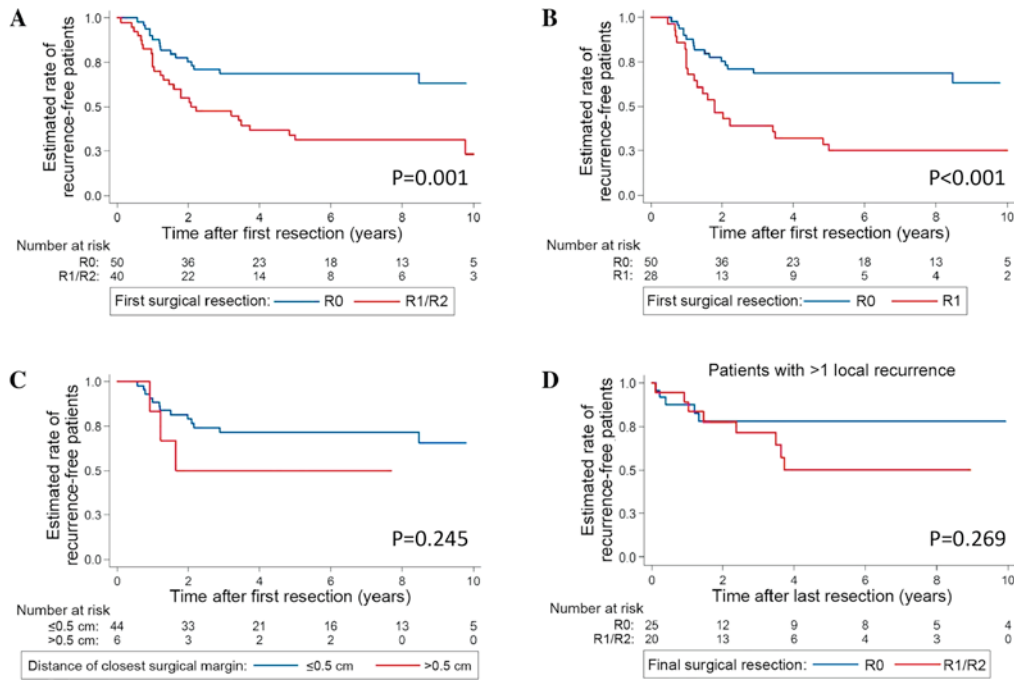 A
Estimated rate of
recurrence-free patients
1.0
0.8
0.5
0.3
0.0
P=0.001
0 2 4 6 8 10
Time after first resection (years)
Number at risk
R0: 50 36 23 18 13 5
R1/R2: 40 22 14 8 6 3
First surgical resection: R0 R1/R2
B
Estimated rate of
recurrence-free patients
1.0
0.8
0.5
0.3
0.0
P<0.001
0 2 4 6 8 10
Time after first resection (years)
Number at risk
R0: 50 36 23 18 13 5
R1: 28 13 9 5 4 2
First surgical resection: R0 R1
C
Estimated rate of
recurrence-free patients
1.0
0.8
0.5
0.3
0.0
P=0.245
0 2 4 6 8 10
Time after first resection (years)
Number at risk
≤0.5 cm: 44 33 21 16 13 5
>0.5 cm: 6 3 2 2 0 0
Distance of closest surgical margin: ≤0.5 cm >0.5 cm
D
Patients with >1 local recurrence
Estimated rate of
recurrence-free patients
1.0
0.8
0.5
0.3
0.0
P=0.269
0 2 4 6 8 10
Time after last resection (years)
Number at risk
R0: 25 12 9 8 5 4
R1/R2: 20 13 6 4 3 0
Final surgical resection: R0 R1/R2